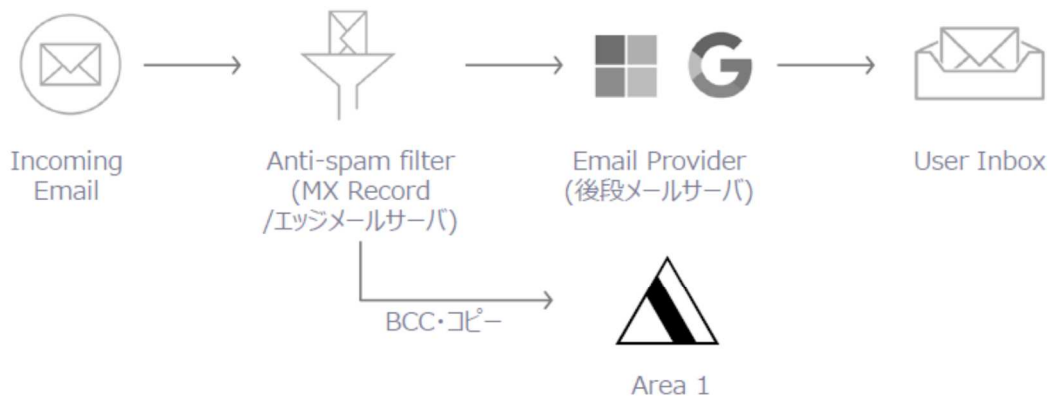 Incoming
Email
Anti-spam filter
(MX Record
/エッジメールサーバ)
Email Provider
(後段メールサーバ)
User Inbox
BCC・コピー
Area 1